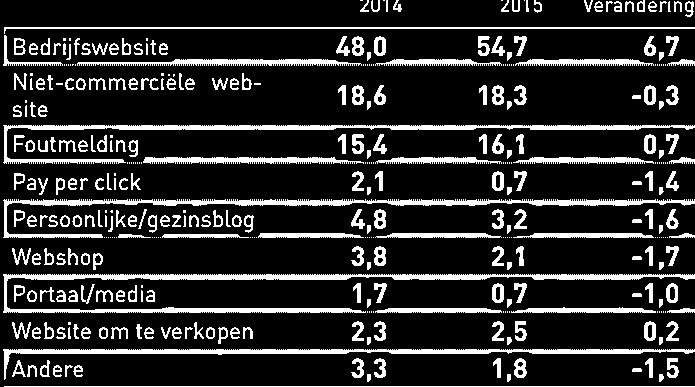 2014 2015 Verandering
Bedrijfswebsite 48,0 54,7 6,7
Niet-commerciële web-
site 18,6 18,3 -0,3
Foutmelding 15,4 16,1 0,7
Pay per click 2,1 0,7 -1,4
Persoonlijke/gezinsblog 4,8 3,2 -1,6
Webshop 3,8 2,1 -1,7
Portaal/media 1,7 0,7 -1,0
Website om te verkopen 2,3 2,5 0,2
Andere 3,3 1,8 -1,5